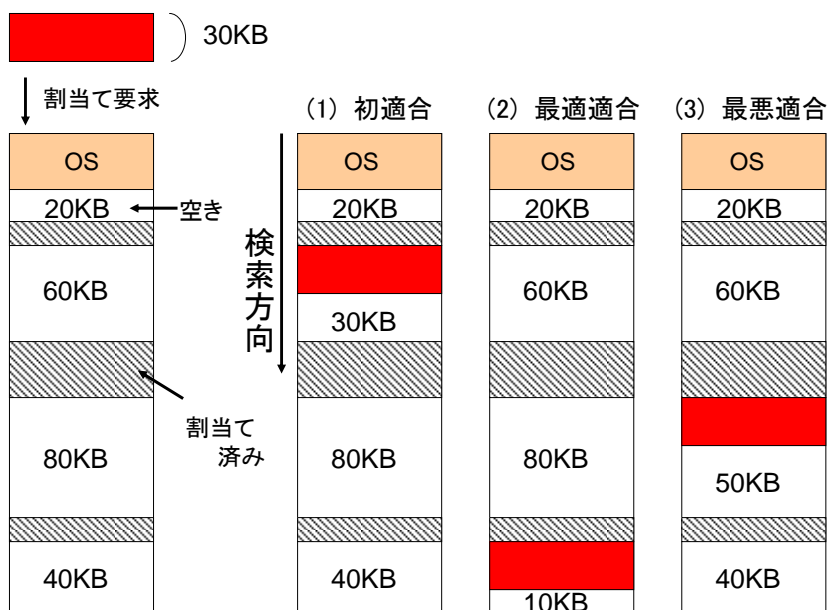 30KB
割当て要求
(1) 初適合
(2) 最適適合
(3) 最悪適合
OS
20KB
空き
60KB
割当て
済み
80KB
40KB
検索方向
OS
20KB
30KB
80KB
40KB
OS
20KB
60KB
80KB
10KB
OS
20KB
60KB
50KB
40KB